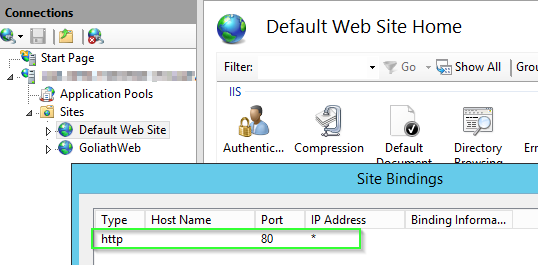 Connections
Start Page
Application Pools
Sites
Default Web Site
GoliathWeb
Default Web Site Home
Filter: Go Show All Grou
IIS
Authentic... Compression Default Document Directory Browsing Er
Site Bindings
Type Host Name Port IP Address Binding Informa...
http 80 *